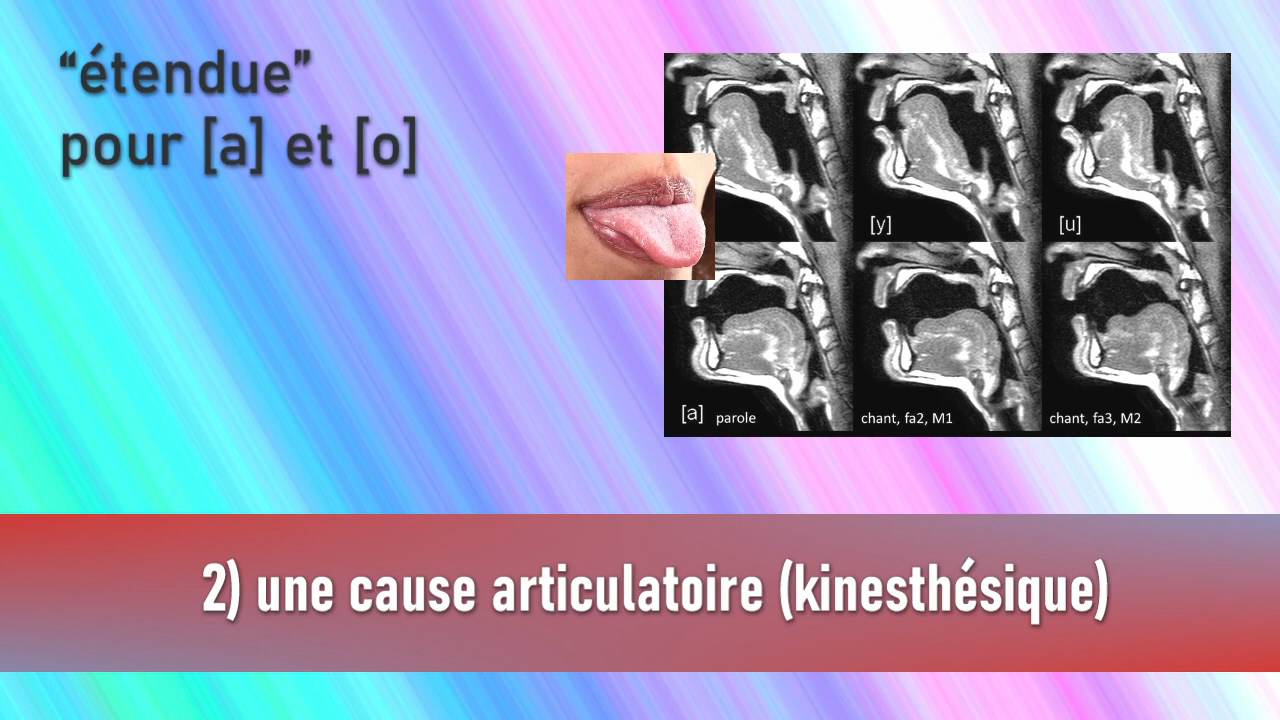 “étendue”
pour [a] et [o]
[y]
[u]
[a] parole
chant, fa2, M1
chant, fa3, M2
2) une cause articulatoire (kinesthésique)